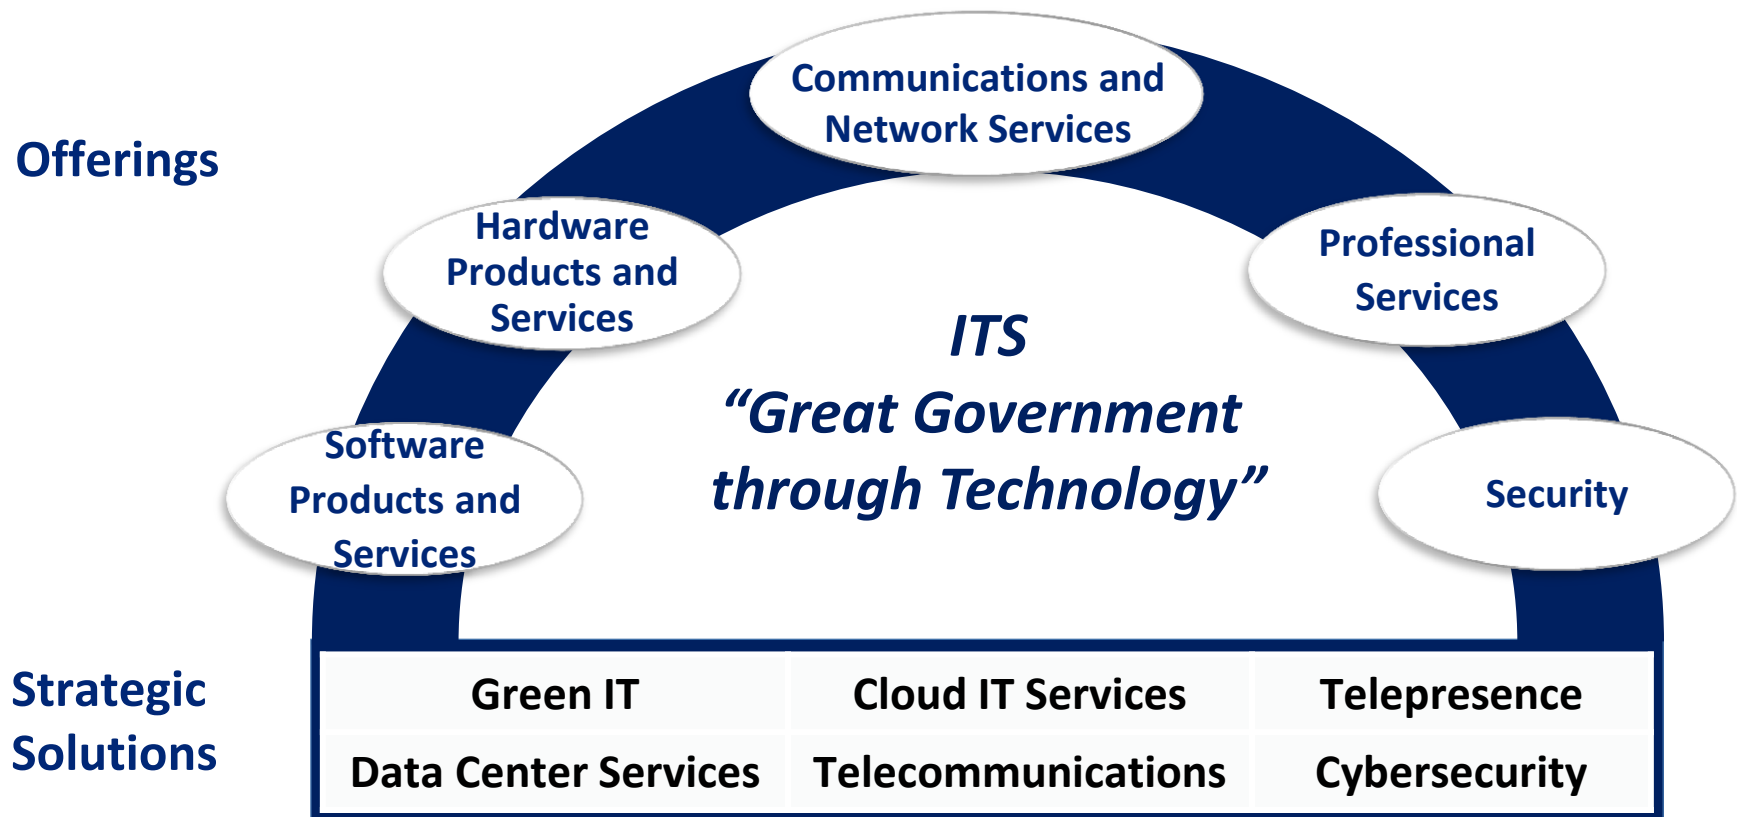 Communications and
Network Services
Offerings
Hardware
Products and
Services
Professional
Services
ITS
“Great Government
through Technology”
Software
Products and
Services
Security
Strategic
Solutions
Green IT
Cloud IT Services
Telepresence
Data Center Services
Telecommunications
Cybersecurity